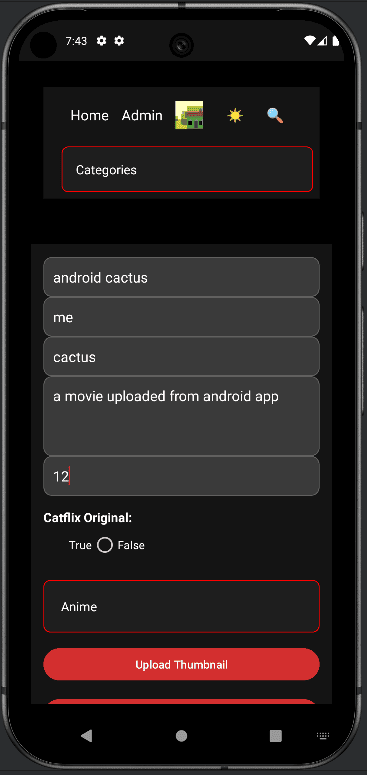 7:43
Home Admin
Categories
android cactus
me
cactus
a movie uploaded from android app
12
Catflix Original:
True False
Anime
Upload Thumbnail